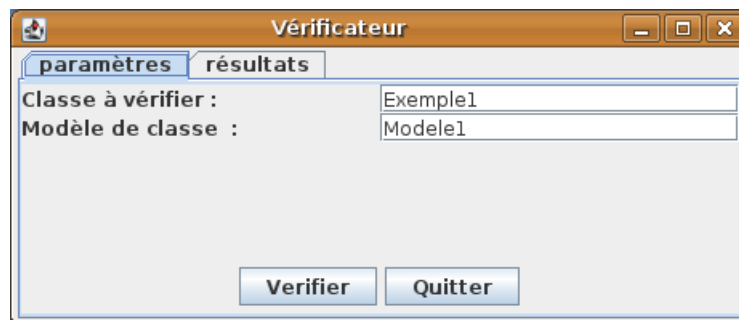 Vérificateur
paramètres résultats
Classe à vérifier : Exemple1
Modèle de classe : Modele1
Verifier Quitter